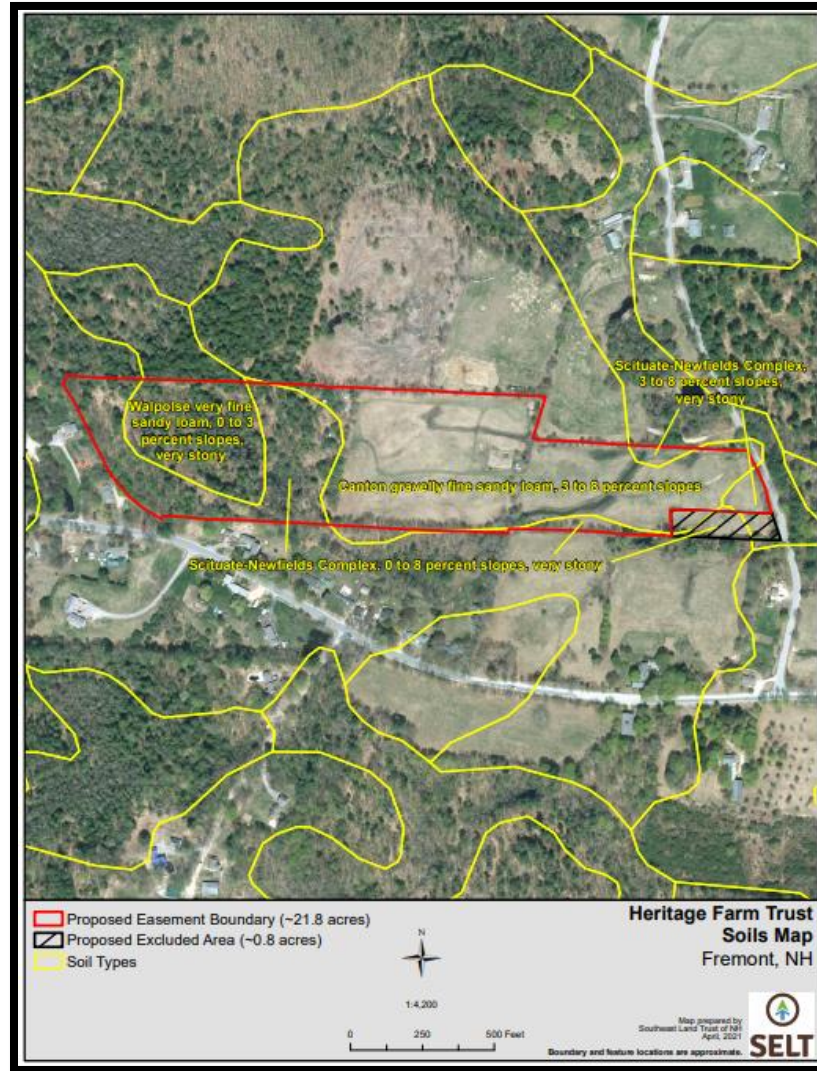 Scituate-Newfields Complex,
3 to 8 percent slopes,
very stony
Walpolse very fine
sandy loam, 0 to 3
percent slopes,
very stony
Canton gravelly fine sandy loam, 3 to 8 percent slopes
Scituate-Newfields Complex, 0 to 8 percent slopes, very stony
Proposed Easement Boundary (~21.8 acres)
Proposed Excluded Area (~0.8 acres)
Soil Types
N
1:4,200
0 250 500 Feet
Heritage Farm Trust
Soils Map
Fremont, NH
Map prepared by
Southeast Land Trust of NH
April, 2021
Boundary and feature locations are approximate.
SELT